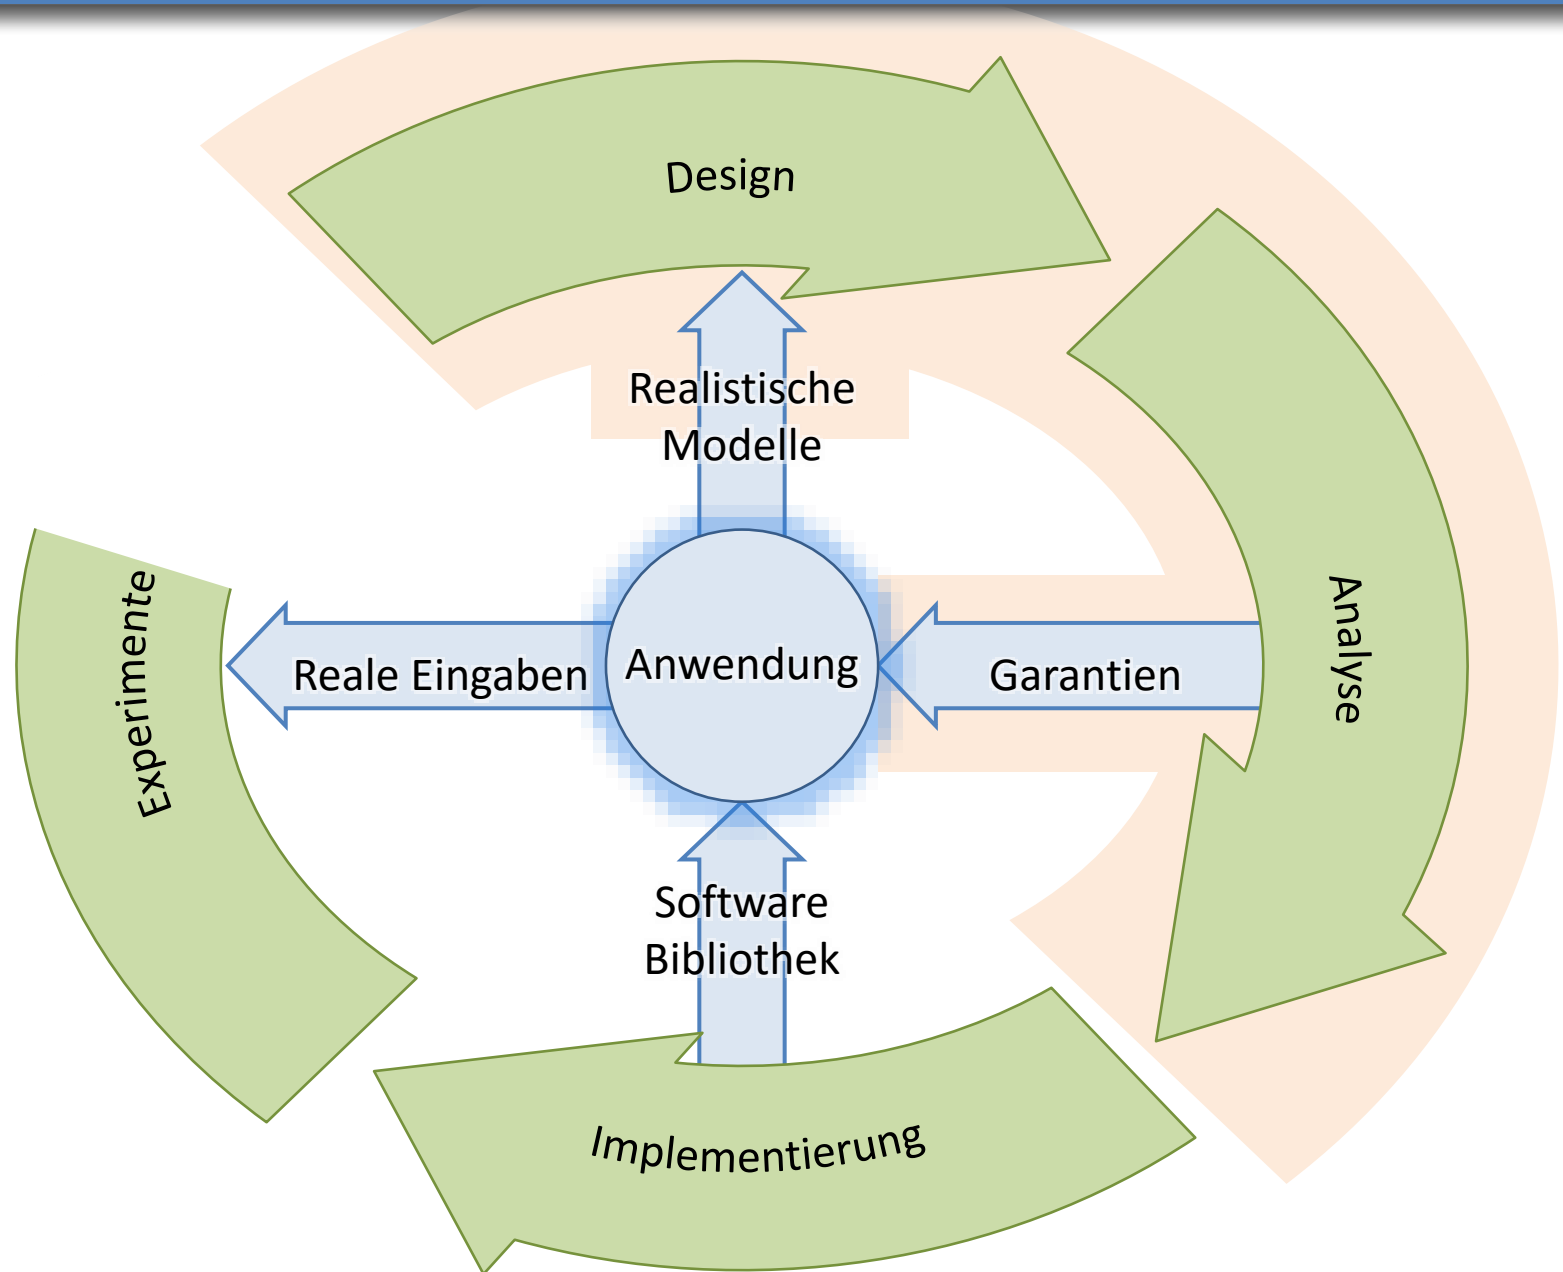 Design
Realistische
Modelle
Experimente
Reale Eingaben
Anwendung
Garantien
Analyse
Software
Bibliothek
Implementierung